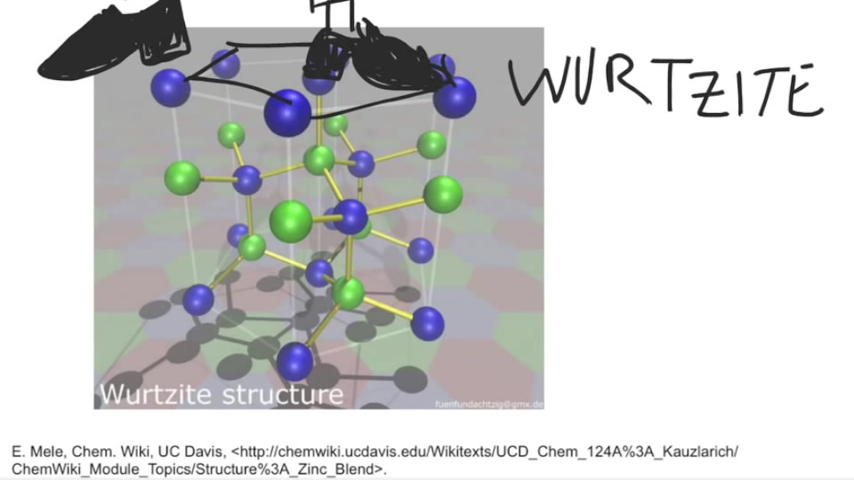 WURTZITE
Wurtzite structure
fuenfundachtzig@gmx.de
E. Mele, Chem. Wiki, UC Davis, <http://chemwiki.ucdavis.edu/Wikitexts/UCD_Chem_124A%3A_Kauzlarich/
ChemWiki_Module_Topics/Structure%3A_Zinc_Blend>.